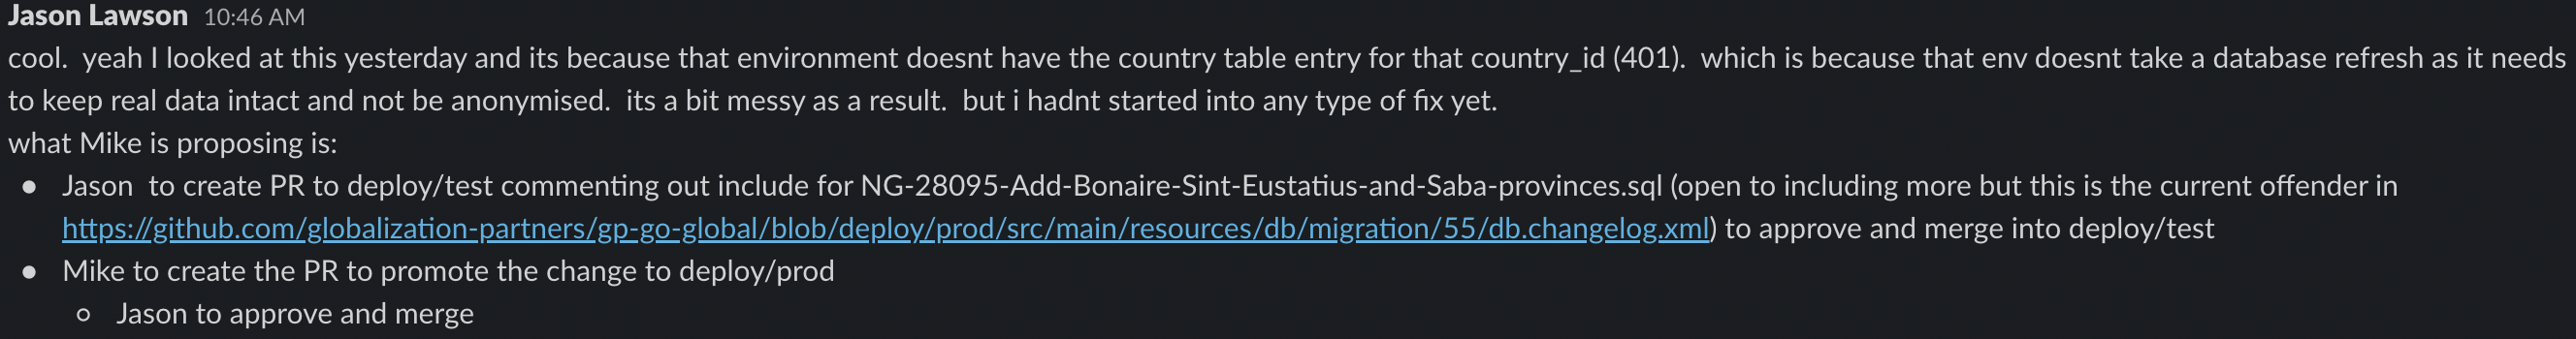 Jason Lawson 10:46 AM
cool.  yeah I looked at this yesterday and its because that environment doesnt have the country table entry for that country_id (401).  which is because that env doesnt take a database refresh as it needs
to keep real data intact and not be anonymised.  its a bit messy as a result.  but i hadnt started into any type of fix yet.
what Mike is proposing is:
● Jason  to create PR to deploy/test commenting out include for NG-28095-Add-Bonaire-Sint-Eustatius-and-Saba-provinces.sql (open to including more but this is the current offender in
https://github.com/globalization-partners/gp-go-global/blob/deploy/prod/src/main/resources/db/migration/55/db.changelog.xml) to approve and merge into deploy/test
● Mike to create the PR to promote the change to deploy/prod
○ Jason to approve and merge